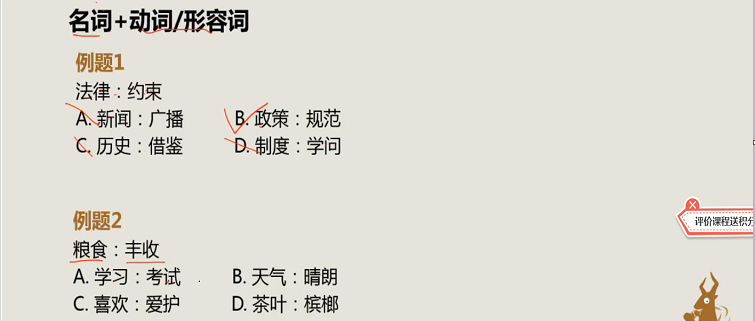 名词+动词/形容词
例题1
法律：约束
A. 新闻：广播 B. 政策：规范
C. 历史：借鉴 D. 制度：学问
评价课程送积分
例题2
粮食：丰收
A. 学习：考试 B. 天气：晴朗
C. 喜欢：爱护 D. 茶叶：槟榔